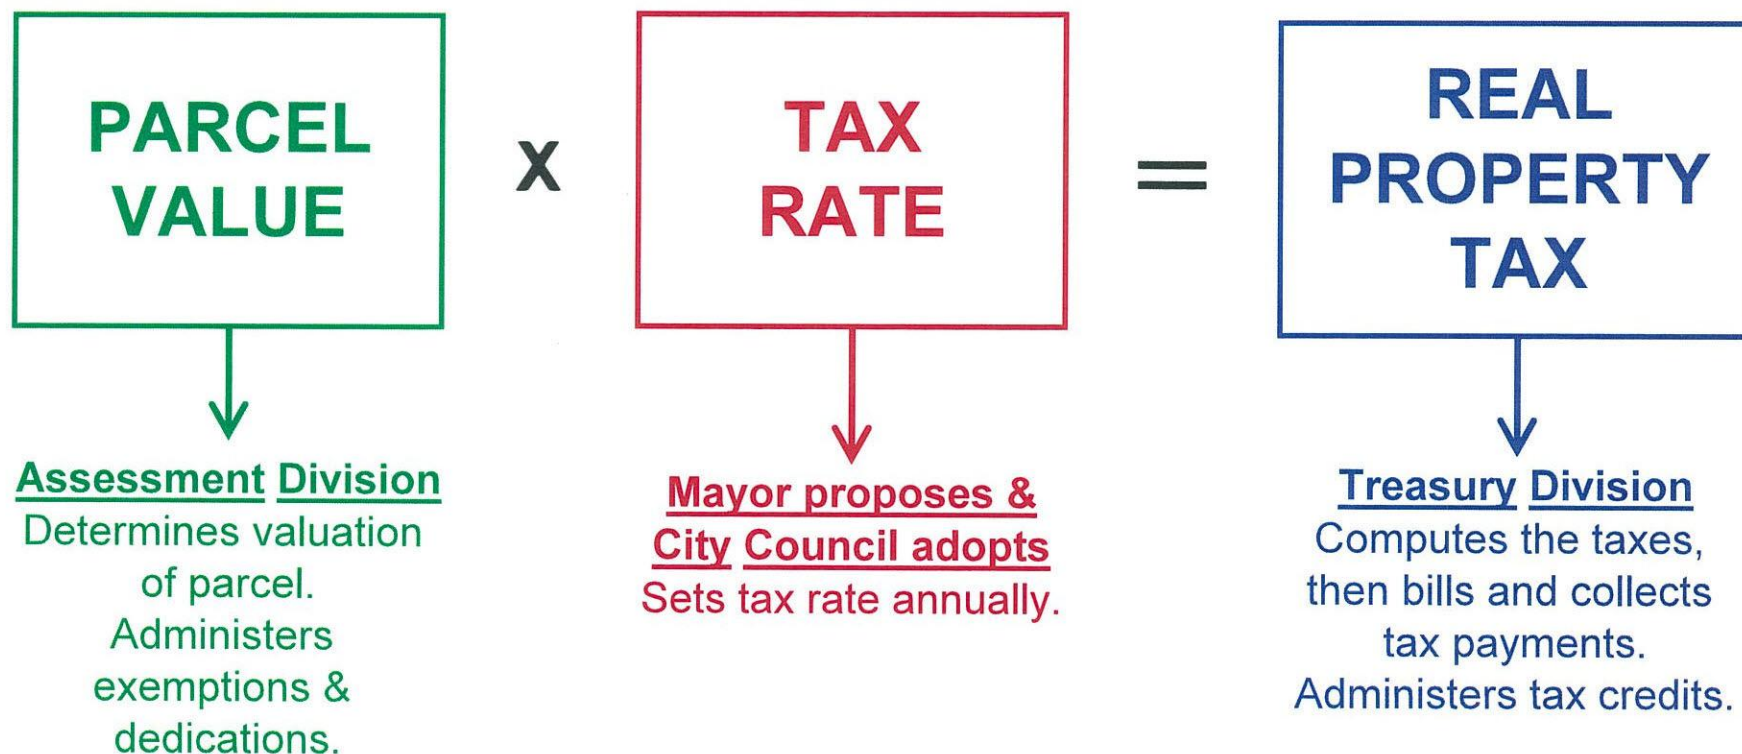 PARCEL
VALUE
x
TAX
RATE
=
REAL
PROPERTY
TAX
Assessment Division
Determines valuation
of parcel.
Administers
exemptions &
dedications.
Mayor proposes &
City Council adopts
Sets tax rate annually.
Treasury Division
Computes the taxes,
then bills and collects
tax payments.
Administers tax credits.